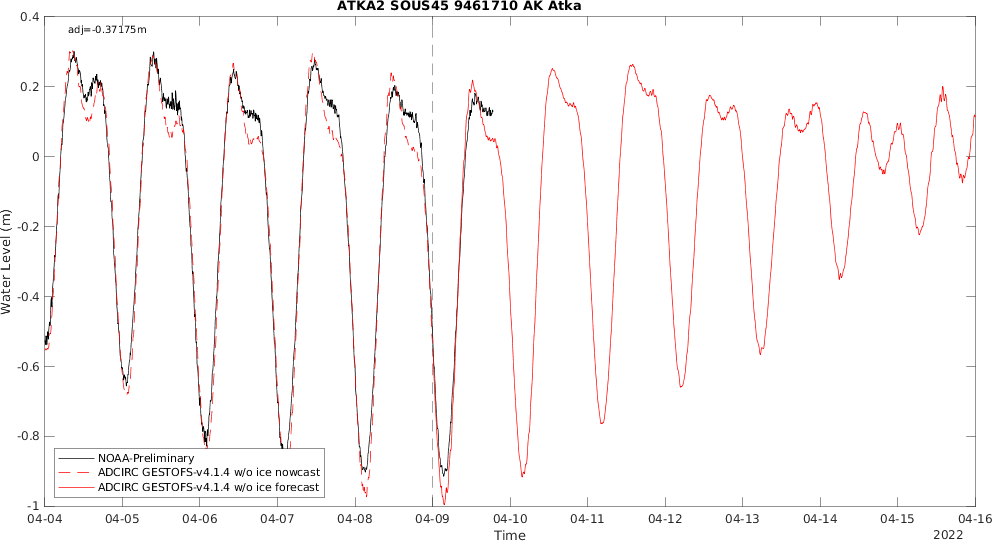 ATKA2 SOUS45 9461710 AK Atka
adj=-0.37175m
0.4
0.2
0
-0.2
-0.4
-0.6
-0.8
-1
Water Level (m)
NOAA-Preliminary
ADCIRC GESTOFS-v4.1.4 w/o ice nowcast
ADCIRC GESTOFS-v4.1.4 w/o ice forecast
04-04 04-05 04-06 04-07 04-08 04-09 04-10 04-11 04-12 04-13 04-14 04-15 04-16
Time
2022